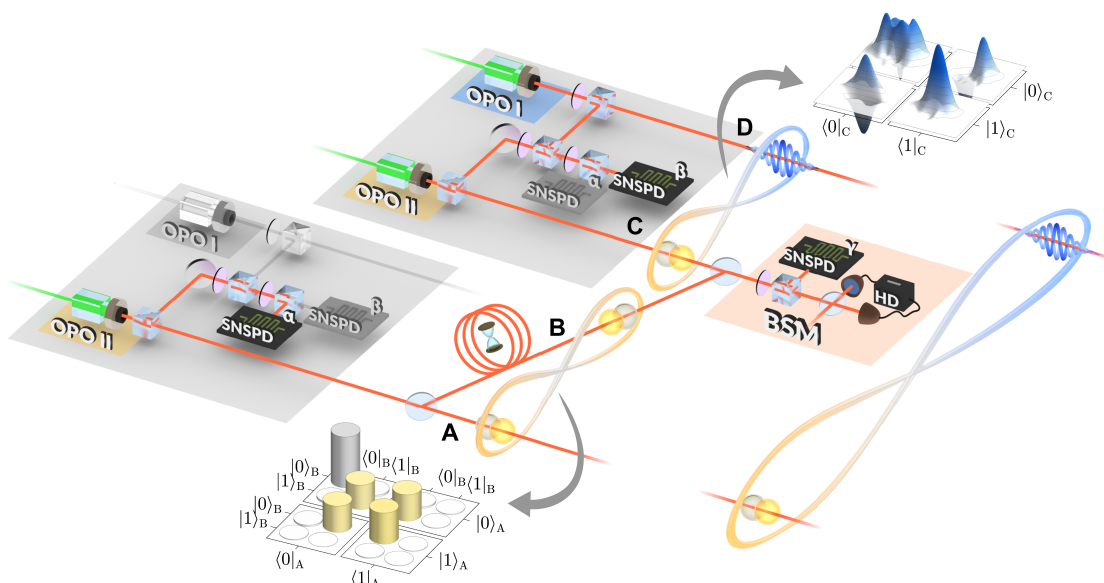 OPO I
D
|0⟩C
|1⟩C
⟨0|C
⟨1|C
OPO II
α
β
SNSPD
SNSPD
C
OPO I
γ
SNSPD
HD
BSM
B
OPO II
α
β
SNSPD
SNSPD
A
|0⟩B
|1⟩B
|0⟩B
|1⟩B
⟨0|B
⟨1|B
⟨0|B
⟨1|B
|0⟩A
|1⟩A
⟨0|A
⟨1|A